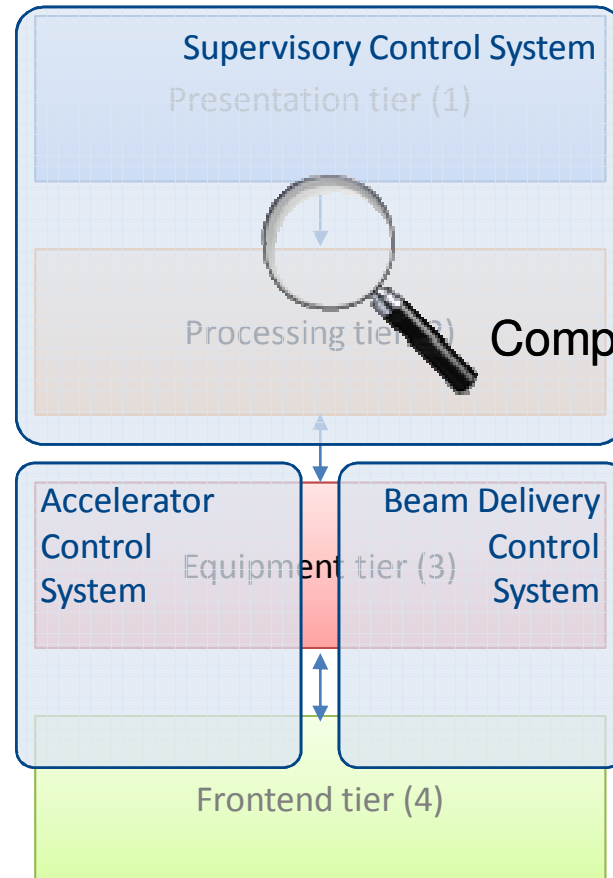 Supervisory Control System
Presentation tier (1)
Processing tier
Comp
Accelerator
Control
System
Beam Delivery
Control
System
Equipment tier (3)
Frontend tier (4)